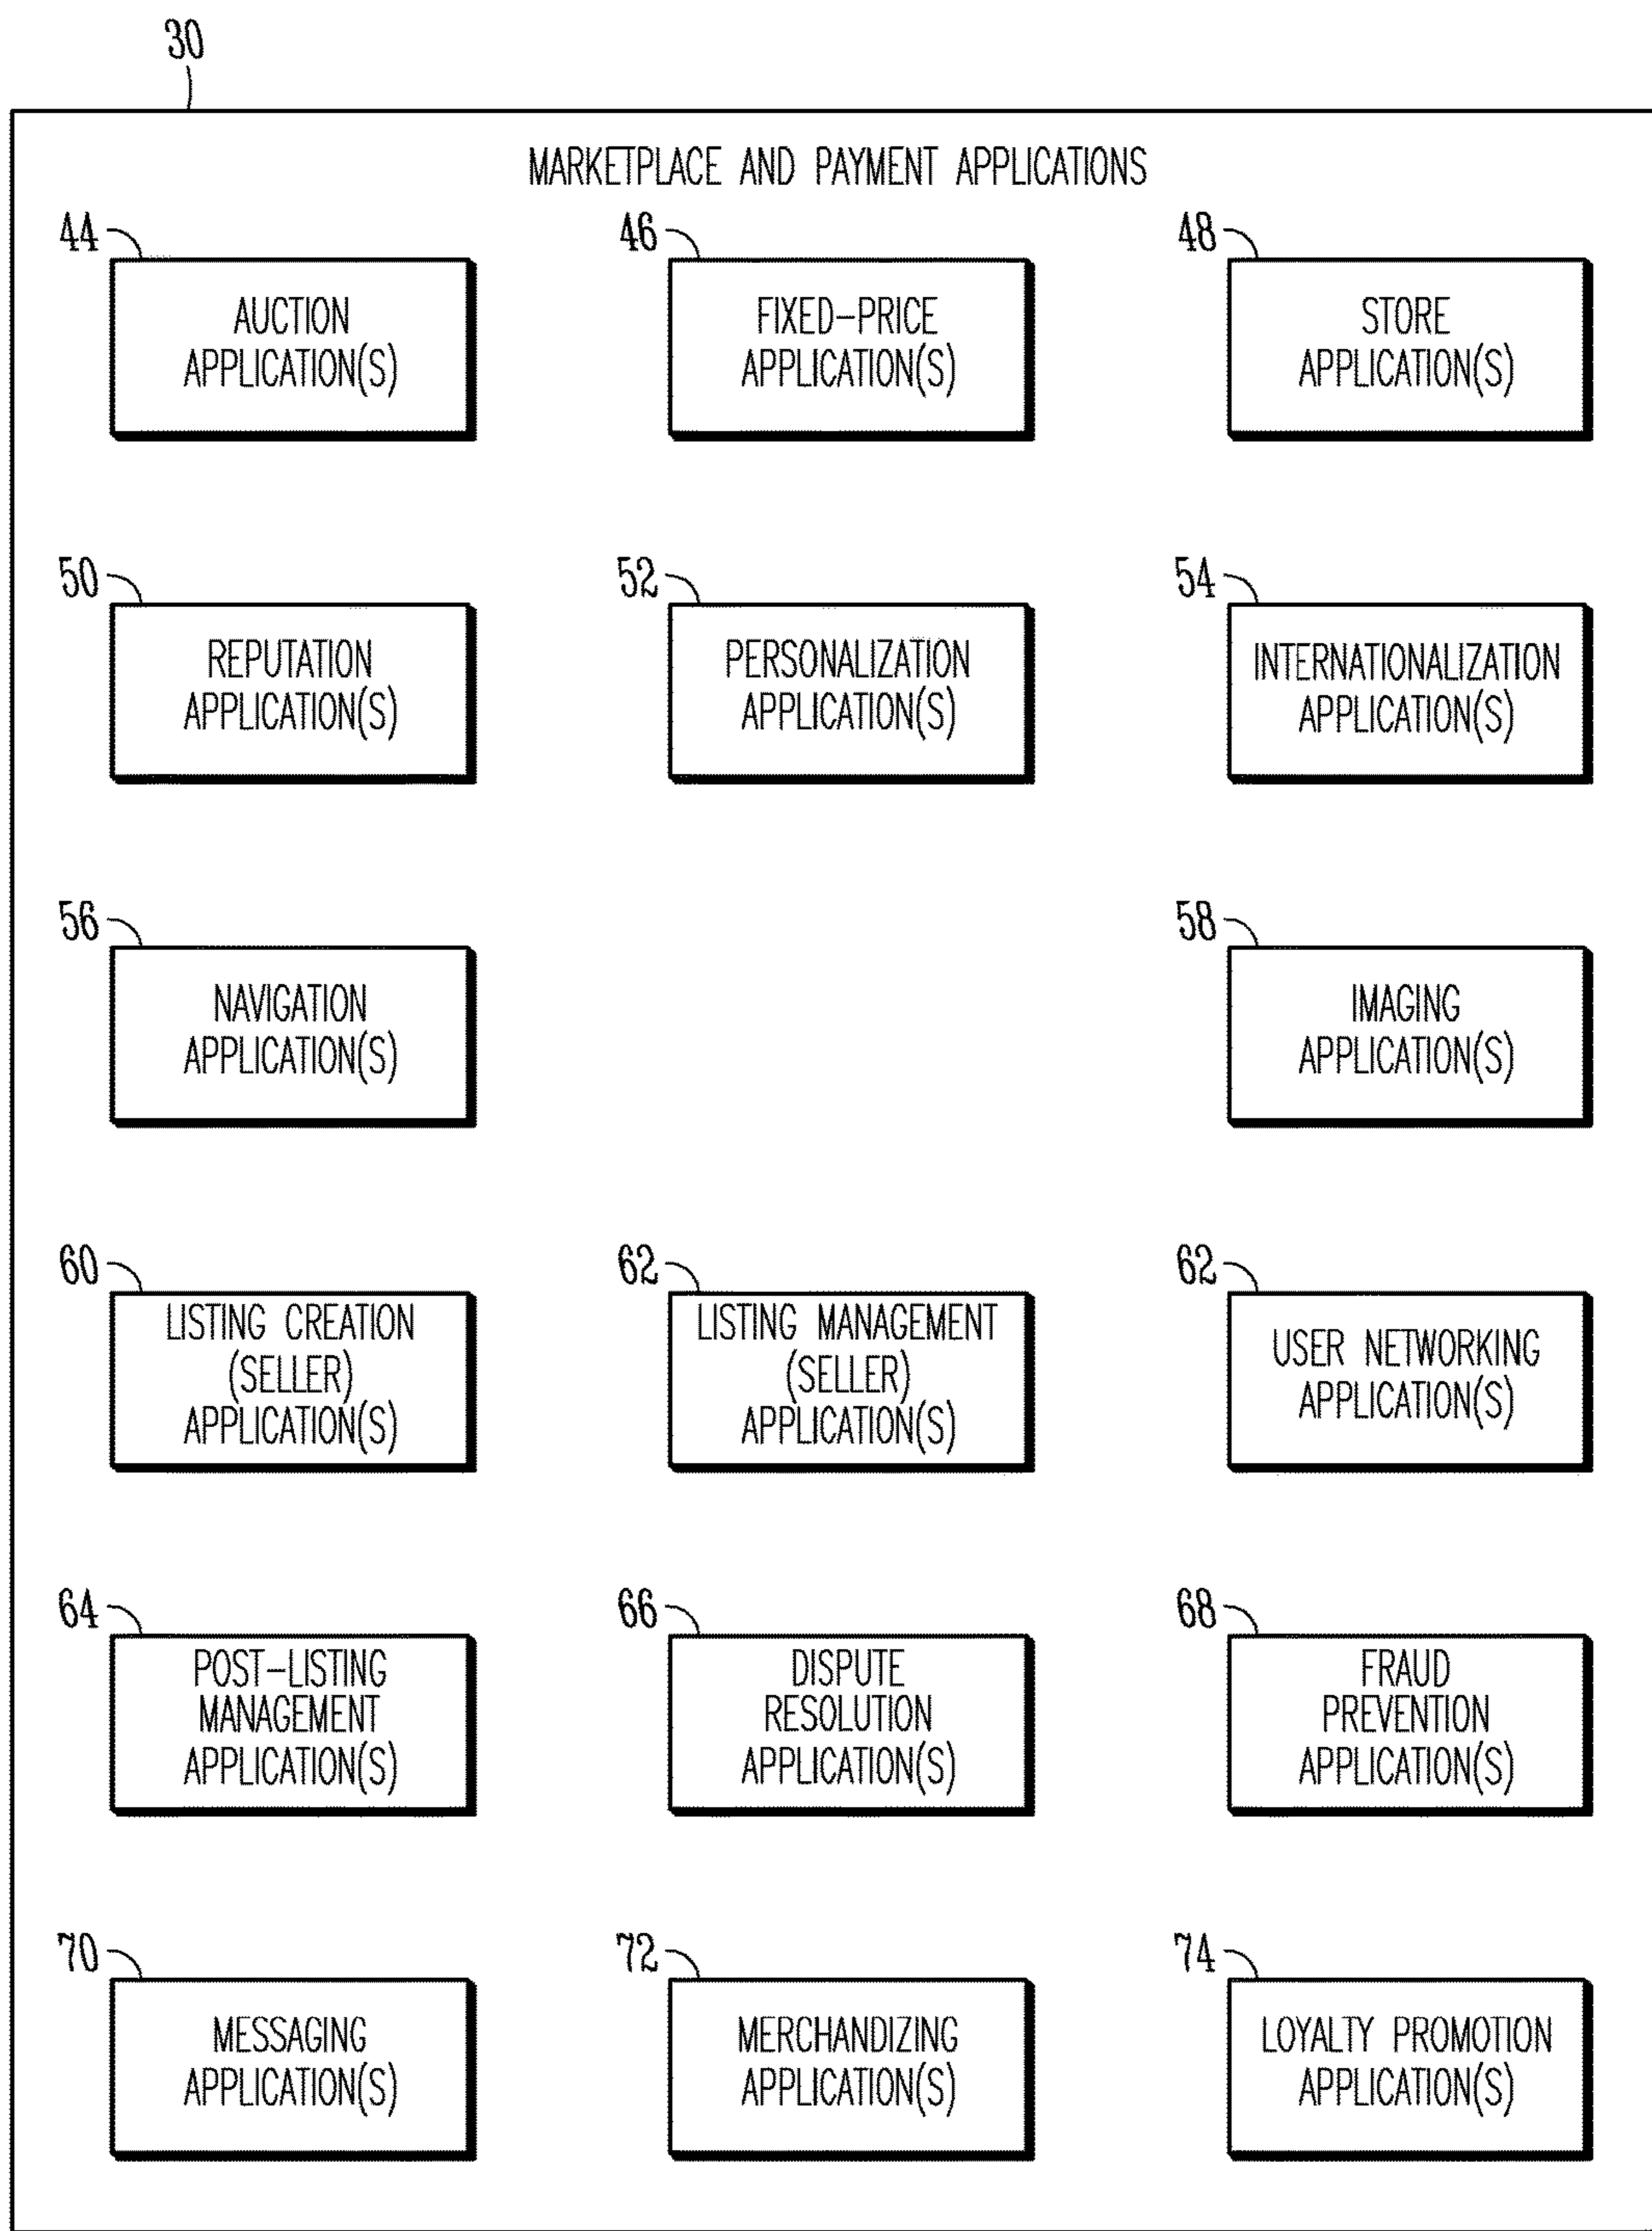 30
MARKETPLACE AND PAYMENT APPLICATIONS
44
AUCTION
APPLICATION(S)
46
FIXED-PRICE
APPLICATION(S)
48
STORE
APPLICATION(S)
50
REPUTATION
APPLICATION(S)
52
PERSONALIZATION
APPLICATION(S)
54
INTERNATIONALIZATION
APPLICATION(S)
56
NAVIGATION
APPLICATION(S)
58
IMAGING
APPLICATION(S)
60
LISTING CREATION
(SELLER)
APPLICATION(S)
62
LISTING MANAGEMENT
(SELLER)
APPLICATION(S)
62
USER NETWORKING
APPLICATION(S)
64
POST-LISTING
MANAGEMENT
APPLICATION(S)
66
DISPUTE
RESOLUTION
APPLICATION(S)
68
FRAUD
PREVENTION
APPLICATION(S)
70
MESSAGING
APPLICATION(S)
72
MERCHANDIZING
APPLICATION(S)
74
LOYALTY PROMOTION
APPLICATION(S)